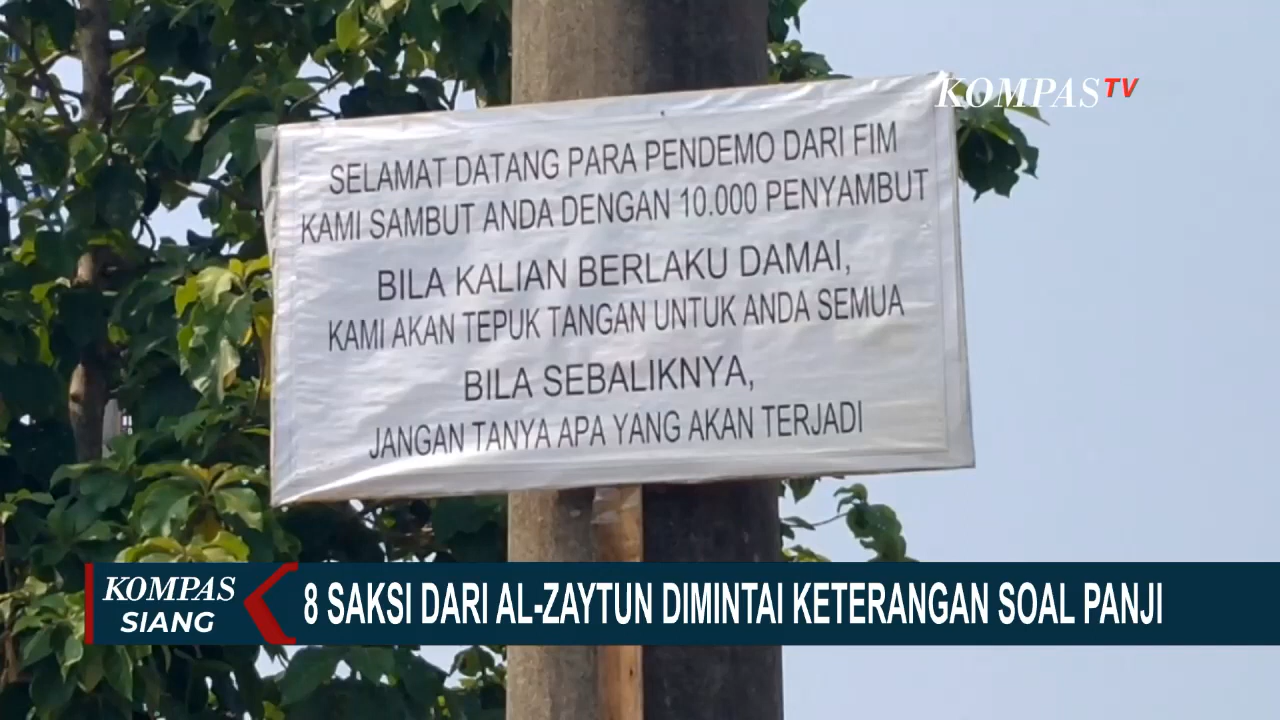 KOMPASTV
SELAMAT DATANG PARA PENDEMO DARI FIM
KAMI SAMBUT ANDA DENGAN 10.000 PENYAMBUT
BILA KALIAN BERLAKU DAMAI,
KAMI AKAN TEPUK TANGAN UNTUK ANDA SEMUA
BILA SEBALIKNYA,
JANGAN TANYA APA YANG AKAN TERJADI
KOMPAS
SIANG
8 SAKSI DARI AL-ZAYTUN DIMINTAI KETERANGAN SOAL PANJI